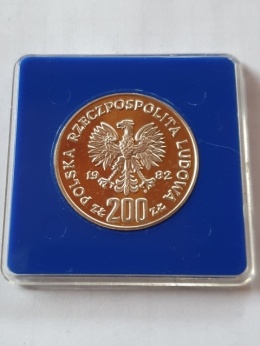 POLSKA RZECZPOSPOLITA LUDOWA
19 82
zł 200 zł